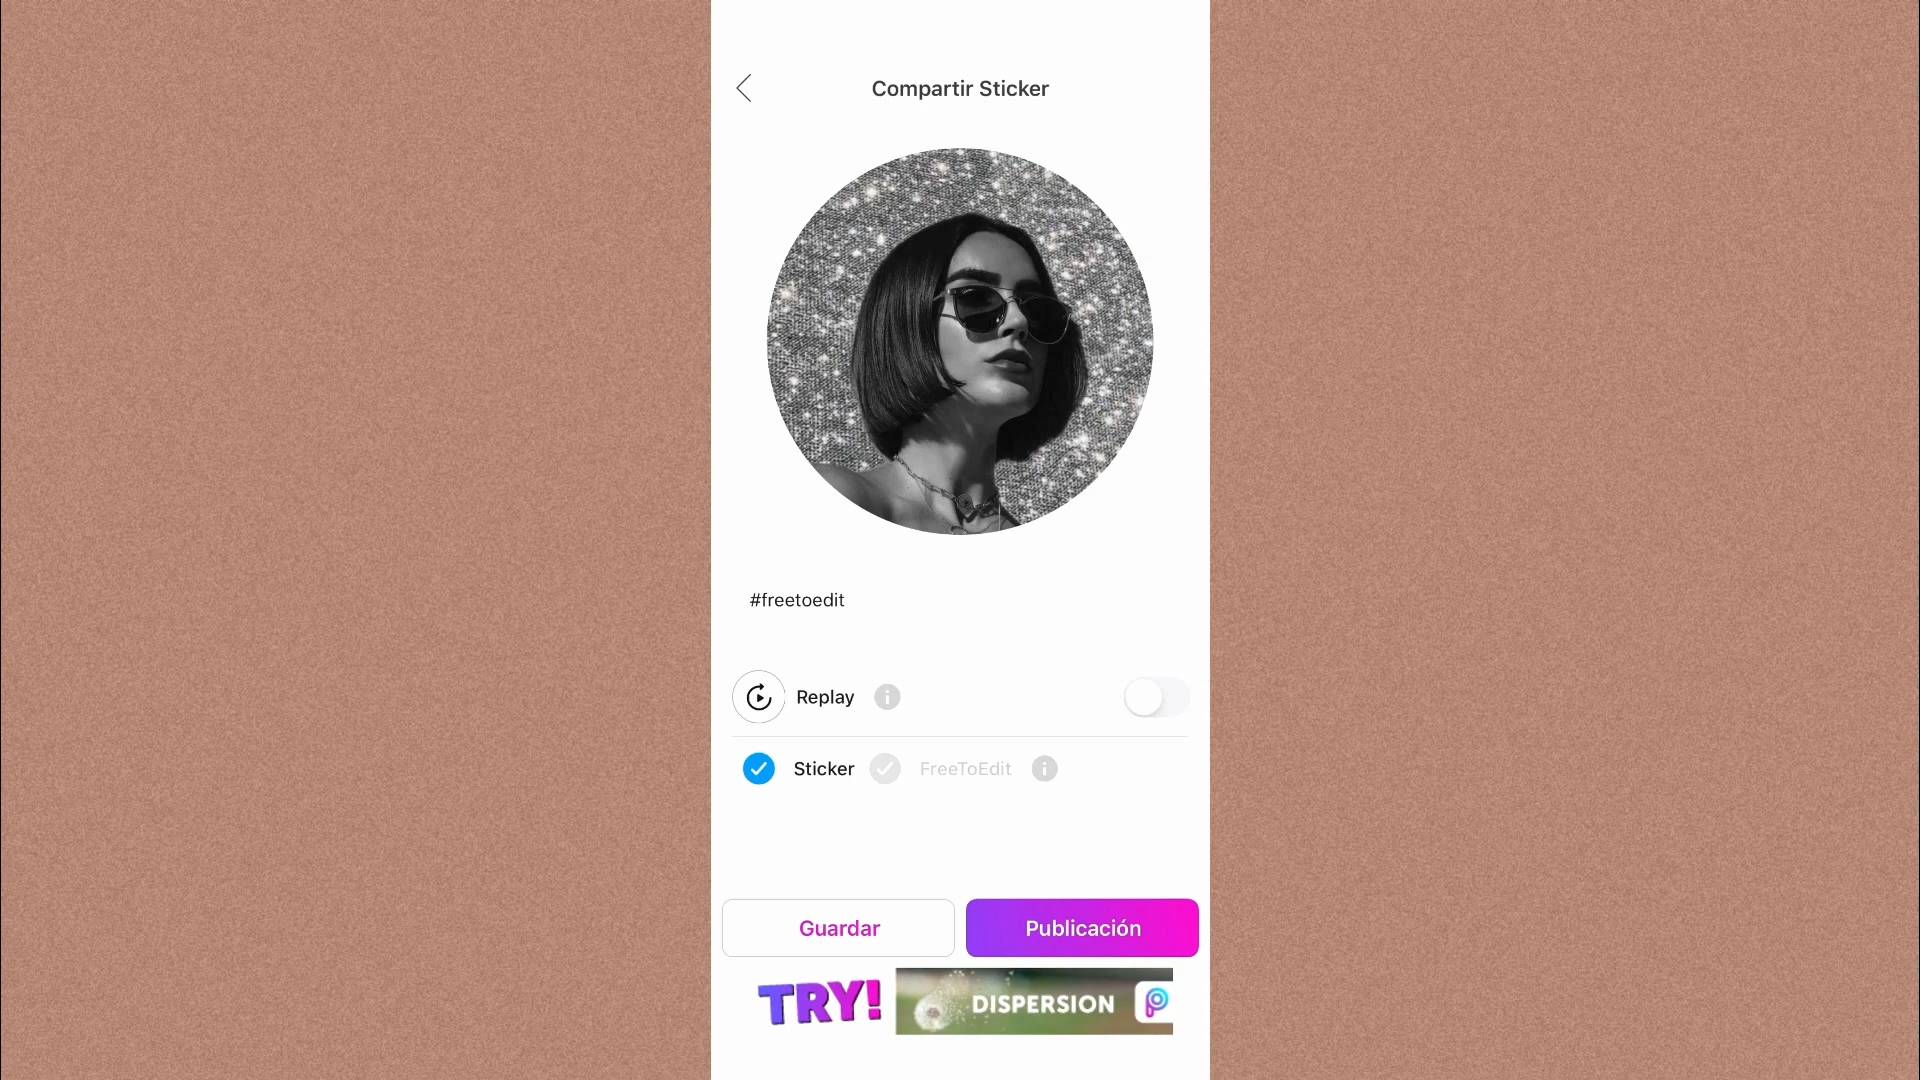 Compartir Sticker
#freetoedit
Replay
Sticker FreeToEdit
Guardar Publicación
TRY! DISPERSION